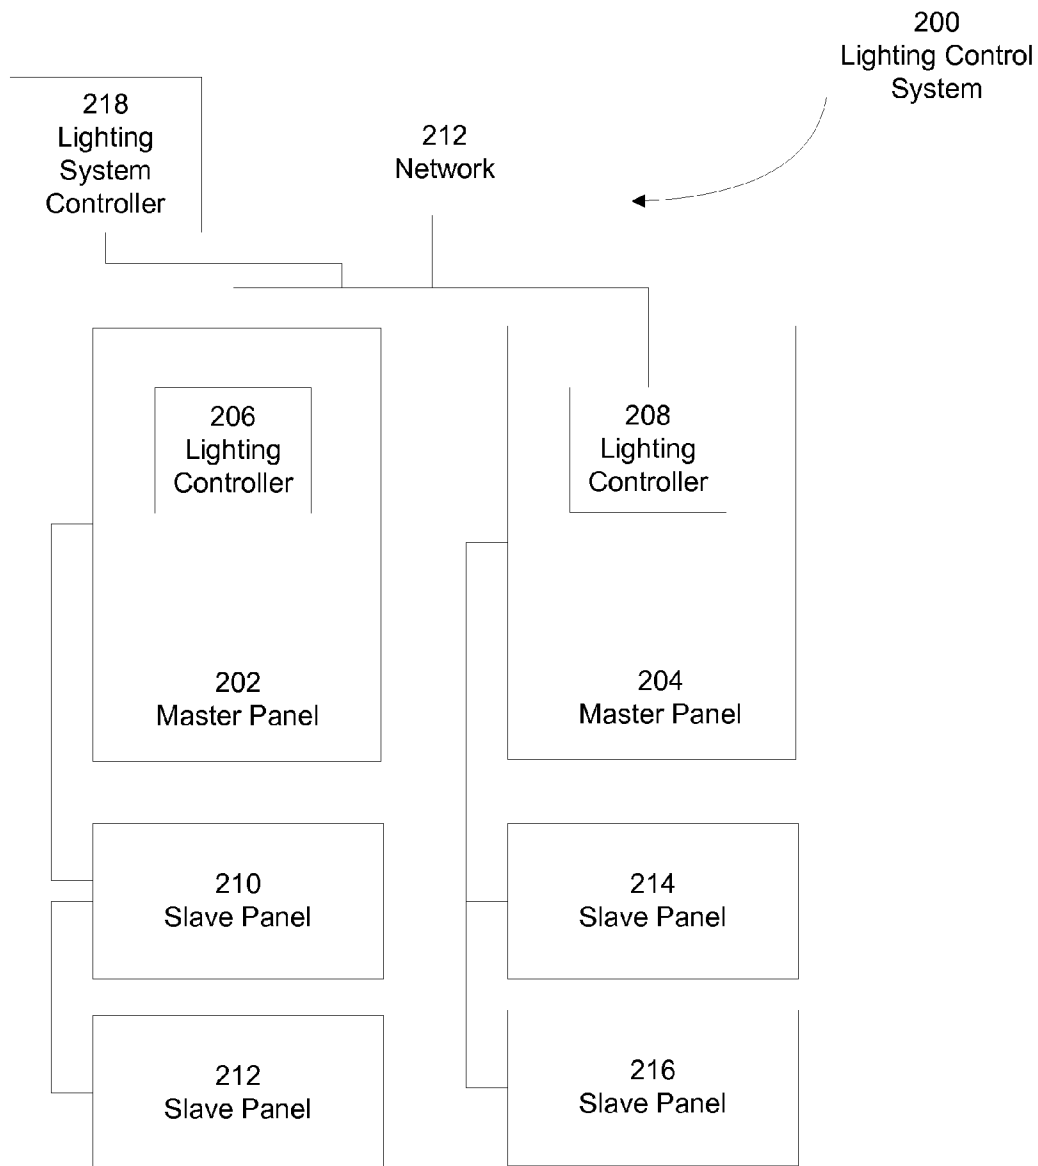 200
Lighting Control
System
218
Lighting
System
Controller
212
Network
206
Lighting
Controller
208
Lighting
Controller
202
Master Panel
204
Master Panel
210
Slave Panel
214
Slave Panel
212
Slave Panel
216
Slave Panel